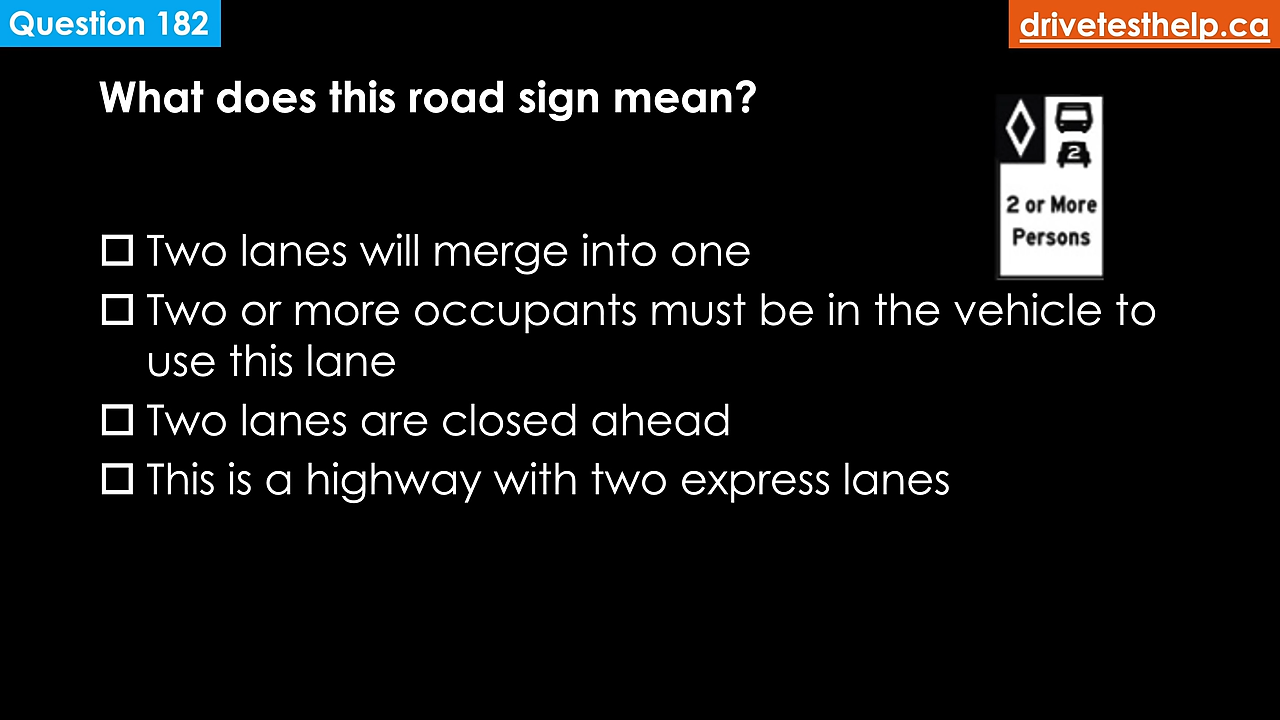 Question 182
drivetesthelp.ca
What does this road sign mean?
2
2 or More
Persons
Two lanes will merge into one
Two or more occupants must be in the vehicle to
use this lane
Two lanes are closed ahead
This is a highway with two express lanes